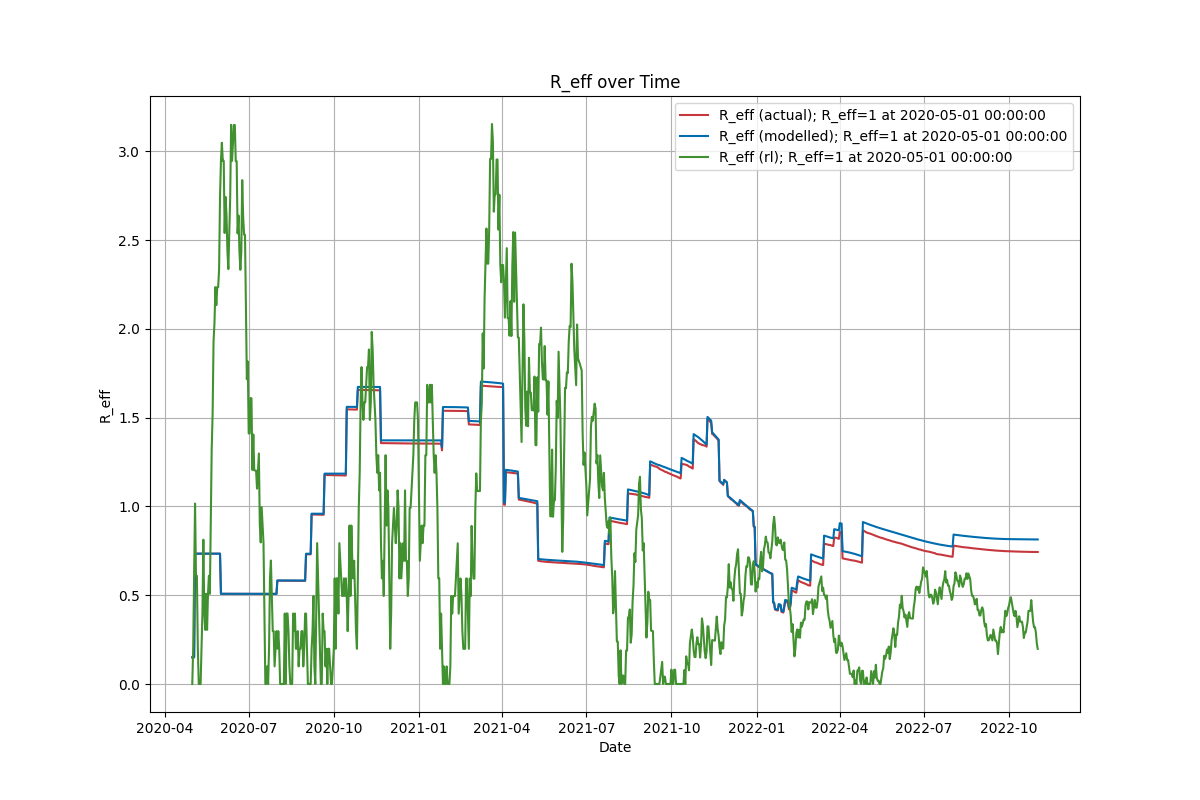 R_eff over Time
R_eff (actual); R_eff=1 at 2020-05-01 00:00:00
R_eff (modelled); R_eff=1 at 2020-05-01 00:00:00
R_eff (rl); R_eff=1 at 2020-05-01 00:00:00
R_eff
3.0
2.5
2.0
1.5
1.0
0.5
0.0
2020-04 2020-07 2020-10 2021-01 2021-04 2021-07 2021-10 2022-01 2022-04 2022-07 2022-10
Date